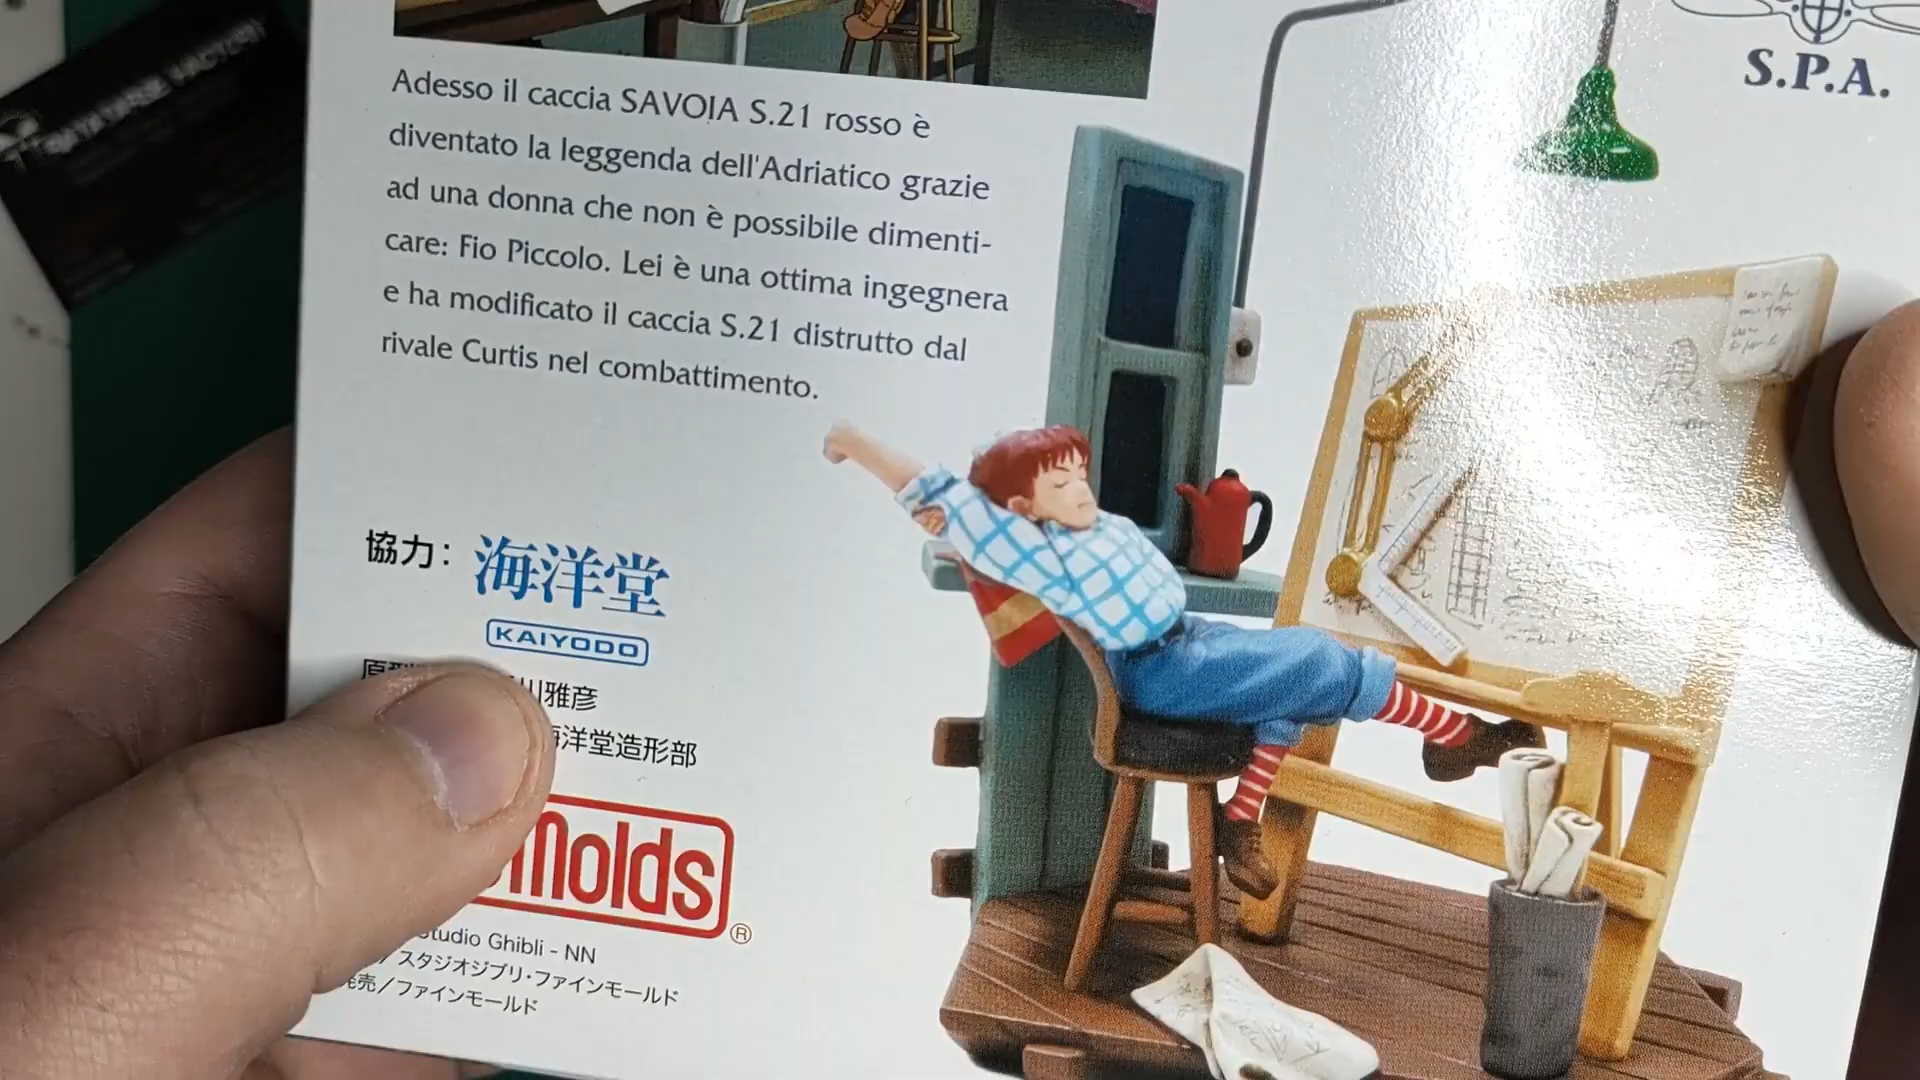 S.P.A.
Adesso il caccia SAVOIA S.21 rosso è
diventato la leggenda dell'Adriatico grazie
ad una donna che non è possibile dimenti-
care: Fio Piccolo. Lei è una ottima ingegnera
e ha modificato il caccia S.21 distrutto dal
rivale Curtis nel combattimento.
協力: 海洋堂
KAIYODO
川雅彦
海洋堂造形部
Molds
®
Studio Ghibli - NN
/スタジオジブリ・ファインモールド
発売/ファインモールド